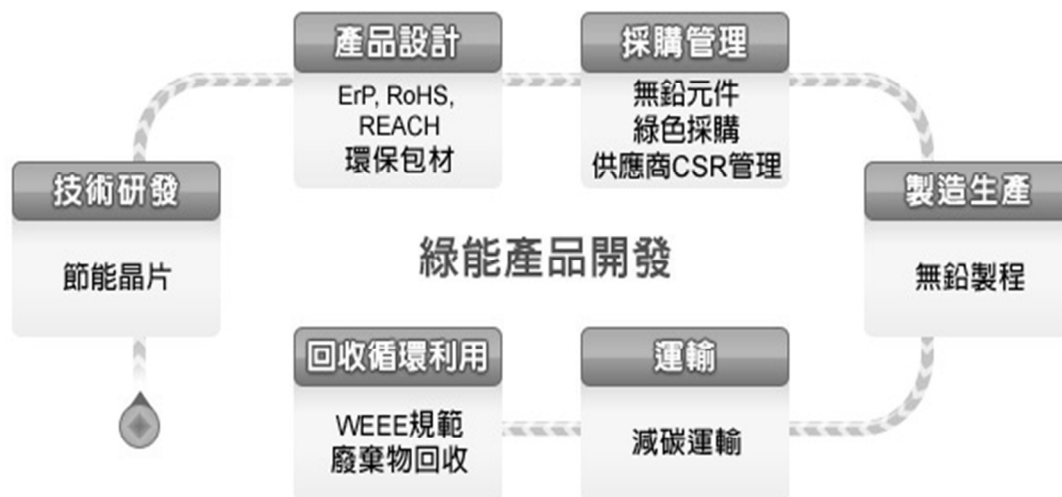 產品設計
ErP, RoHS,
REACH
環保包材
採購管理
無鉛元件
綠色採購
供應商CSR管理
技術研發
節能晶片
綠能產品開發
製造生產
無鉛製程
回收循環利用
WEEE規範
廢棄物回收
運輸
減碳運輸